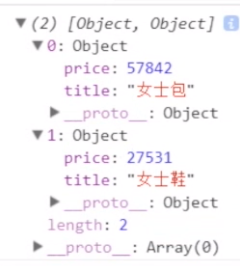 ▼(2) [Object, Object] i
▼0: Object
price: 57842
title: "女士包"
▶__proto__: Object
▼1: Object
price: 27531
title: "女士鞋"
▶__proto__: Object
length: 2
▶__proto__: Array(0)